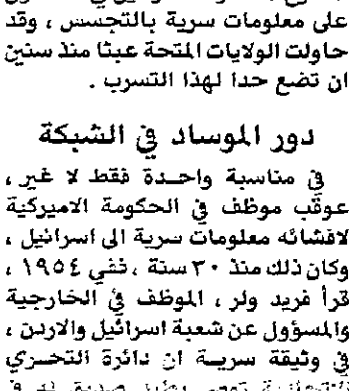 على معلومات سرية بالتجسس ، وقد
حاولت الولايات المتحة عبثا منذ سنين
ان تضع حدا لهذا التسرب .
دور الموساد في الشبكة
في مناسبة واحدة فقط لا غير ،
عوقب موظف في الحكومة الاميركية
لافشائه معلومات سرية الى اسرائيل ،
وكان ذلك منذ ٣٠ سنة ، ففي ١٩٥٤ ،
قرأ فريد ولر ، الموظف في الخارجية
والمسؤول عن شعبة اسرائيل والاردن ،
في وثيقة سرية ان دائرة التحري